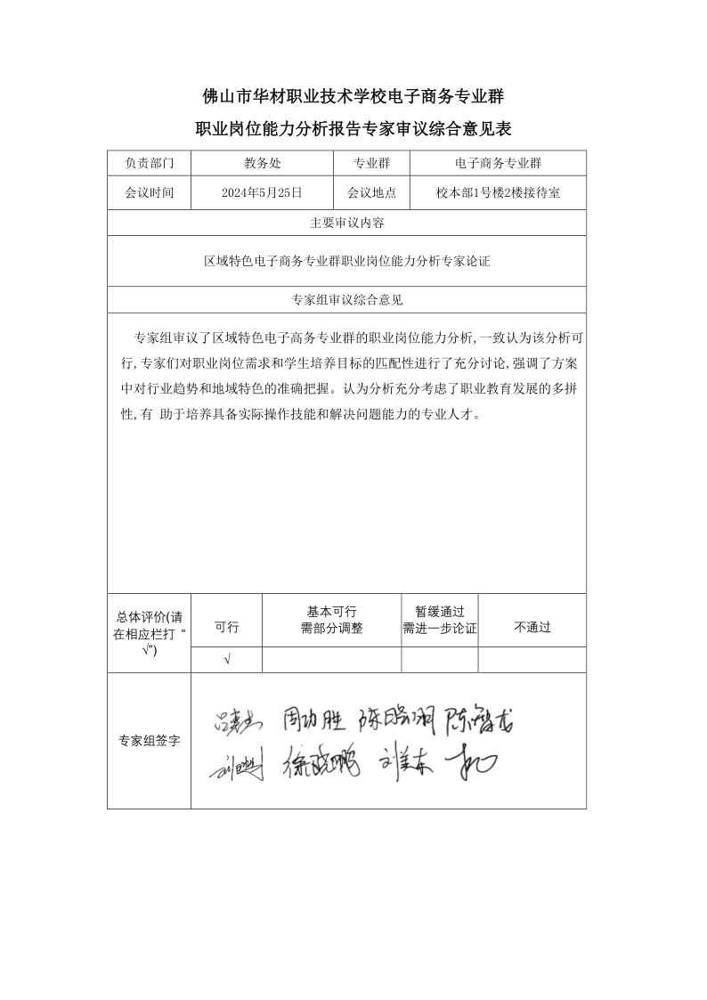 佛山市华材职业技术学校电子商务专业群
职业岗位能力分析报告专家审议综合意见表
负责部门 教务处 专业群 电子商务专业群
会议时间 2024年5月25日 会议地点 校本部1号楼2楼接待室
主要审议内容
区域特色电子商务专业群职业岗位能力分析专家论证
专家组审议综合意见
专家组审议了区域特色电子高务专业群的职业岗位能力分析,一致认为该分析可
行,专家们对职业岗位需求和学生培养目标的匹配性进行了充分讨论,强调了方案
中对行业趋势和地域特色的准确把握。认为分析充分考虑了职业教育发展的多拼
性,有 助于培养具备实际操作技能和解决问题能力的专业人才。
总体评价(请
在相应栏打“
√”)
可行
基本可行
需部分调整
暂缓通过
需进一步论证
不通过
√
专家组签字
周功胜 陈智龙
徐晓鹏 刘美东